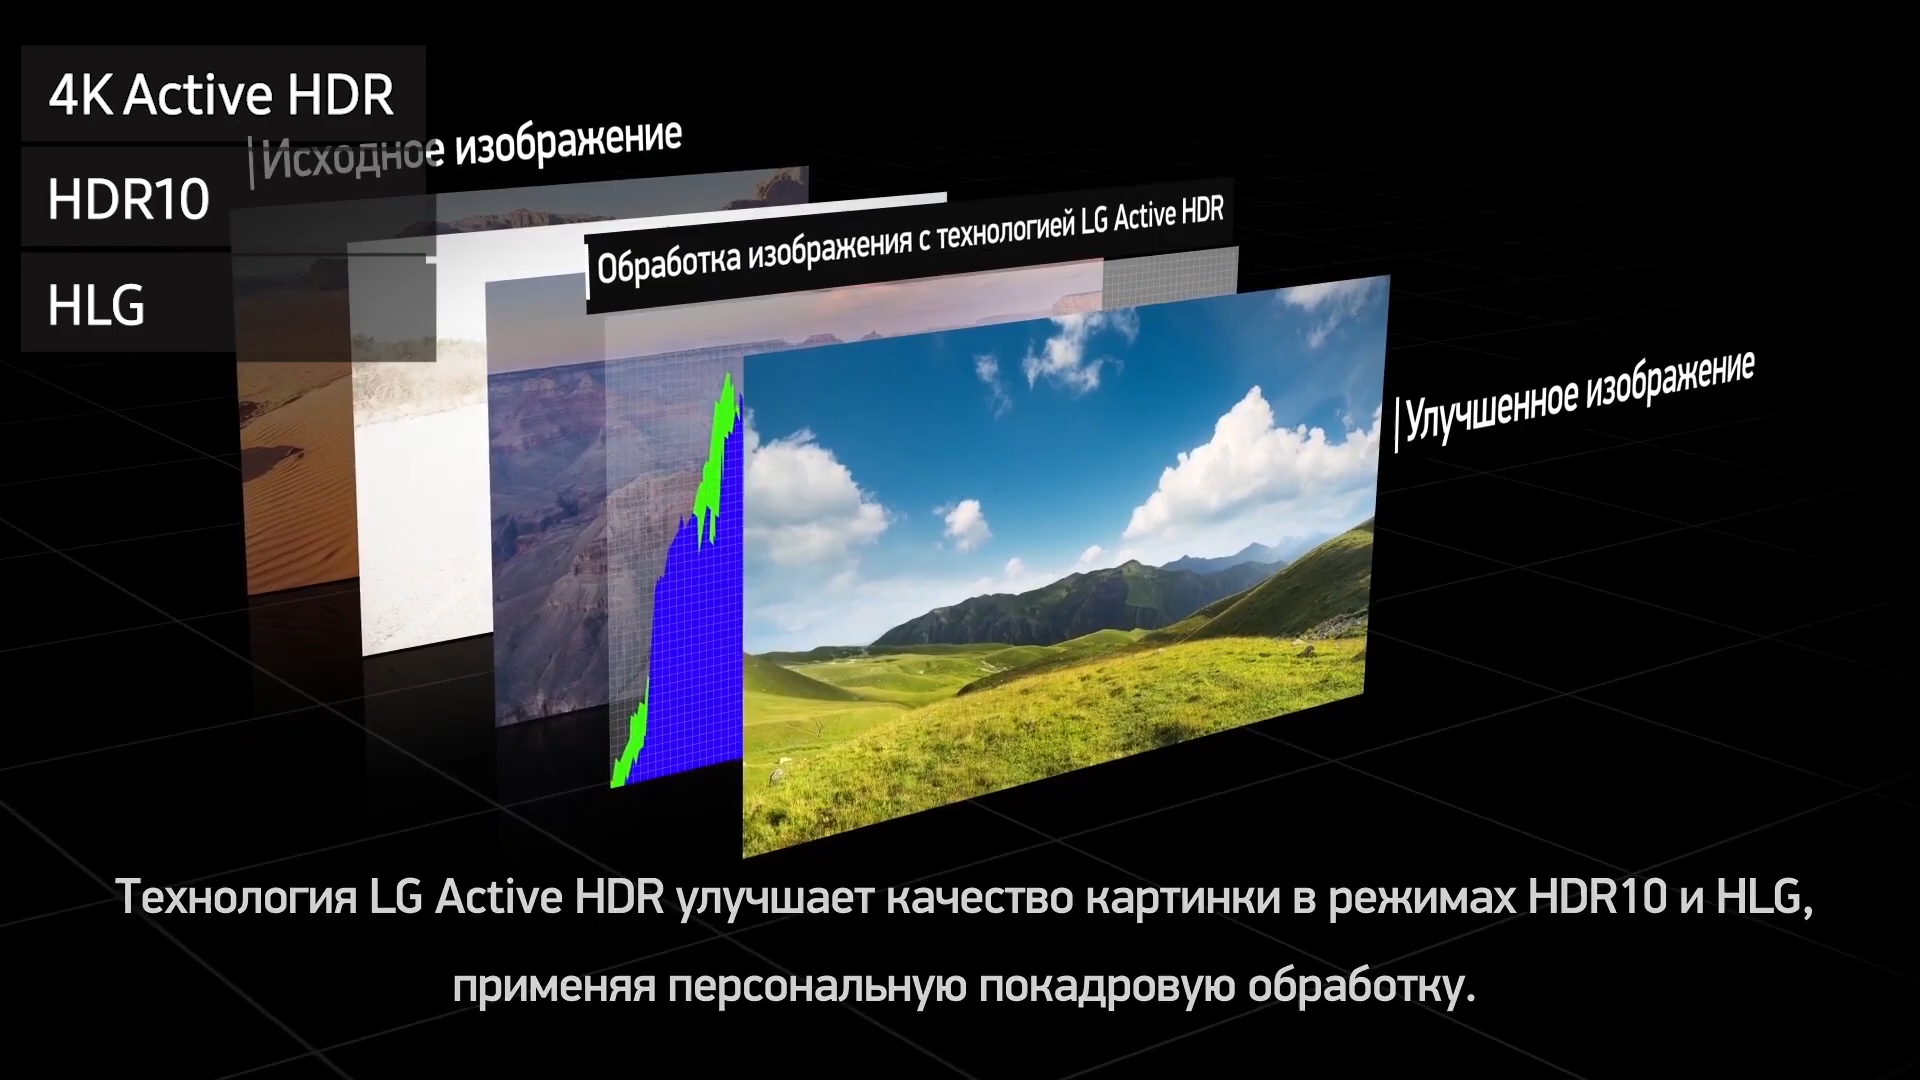 4K Active HDR
HDR10
HLG
Исходное изображение
Обработка изображения с технологией LG Active HDR
Улучшенное изображение
Технология LG Active HDR улучшает качество картинки в режимах HDR10 и HLG,
применяя персональную покадровую обработку.